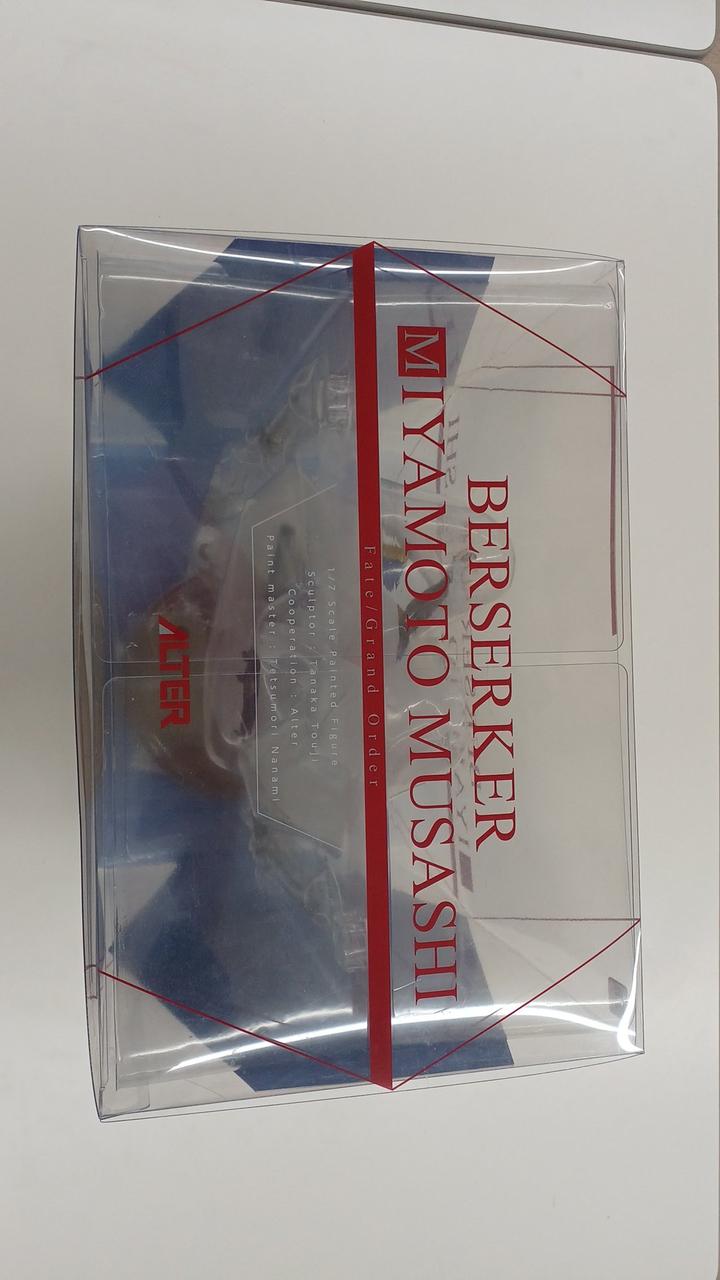 BERSERKER
MIYAMOTO MUSASHI
Fate/Grand Order
1/7 Scale Painted Figure
Sculptor : Tanaka Touji
Cooperation : Alter
Paint master : Tetsumori Nanami
ALTER